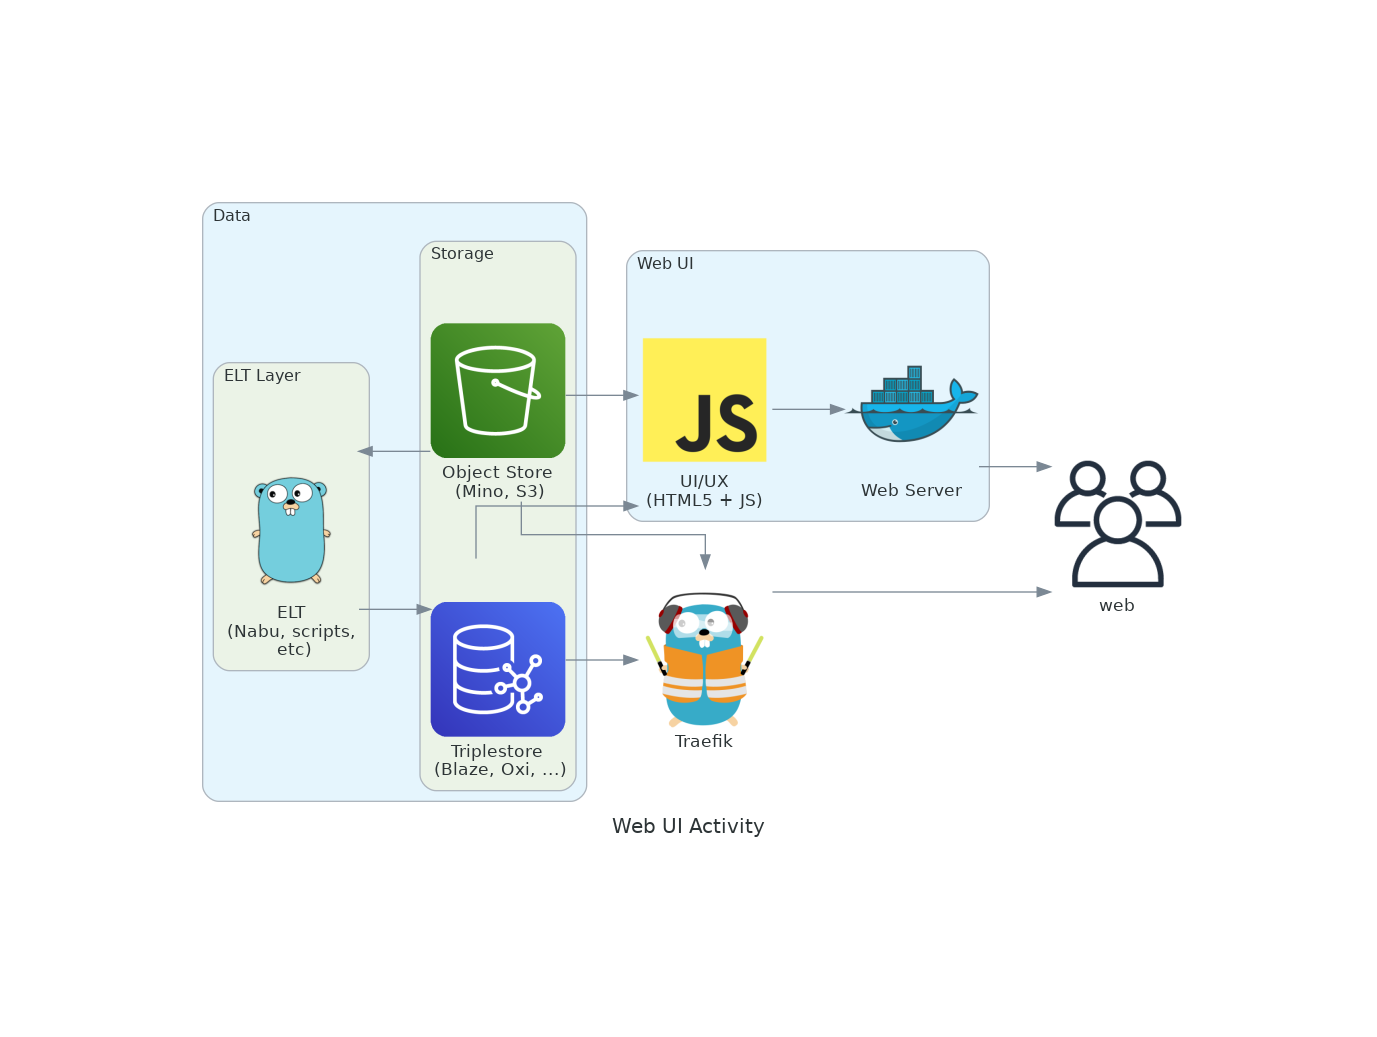 Data
Storage
Web UI
ELT Layer
JS
Object Store
(Mino, S3)
UI/UX
(HTML5 + JS)
Web Server
ELT
(Nabu, scripts,
etc)
web
Triplestore
(Blaze, Oxi, ...)
Traefik
Web UI Activity